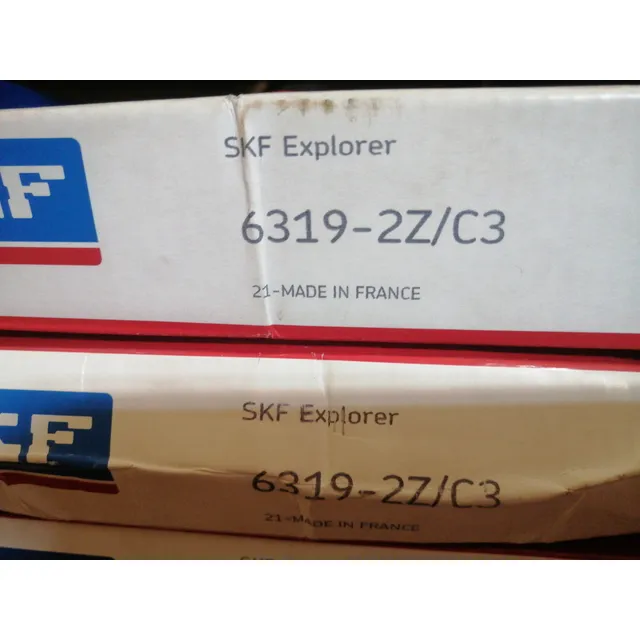 SKF Explorer
6319-2Z/C3
21-MADE IN FRANCE
SKF Explorer
6319-2Z/C3
21-MADE IN FRANCE